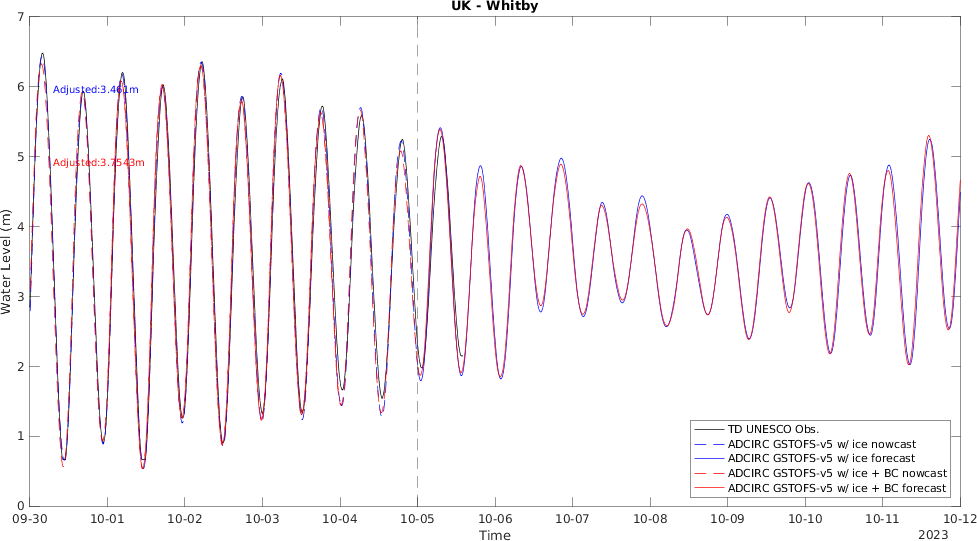 UK - Whitby
7
6
5
4
3
2
1
0
Water Level (m)
Adjusted:3.461m
Adjusted:3.7543m
TD UNESCO Obs.
ADCIRC GSTOFS-v5 w/ ice nowcast
ADCIRC GSTOFS-v5 w/ ice forecast
ADCIRC GSTOFS-v5 w/ ice + BC nowcast
ADCIRC GSTOFS-v5 w/ ice + BC forecast
09-30 10-01 10-02 10-03 10-04 10-05 10-06 10-07 10-08 10-09 10-10 10-11 10-12
Time
2023